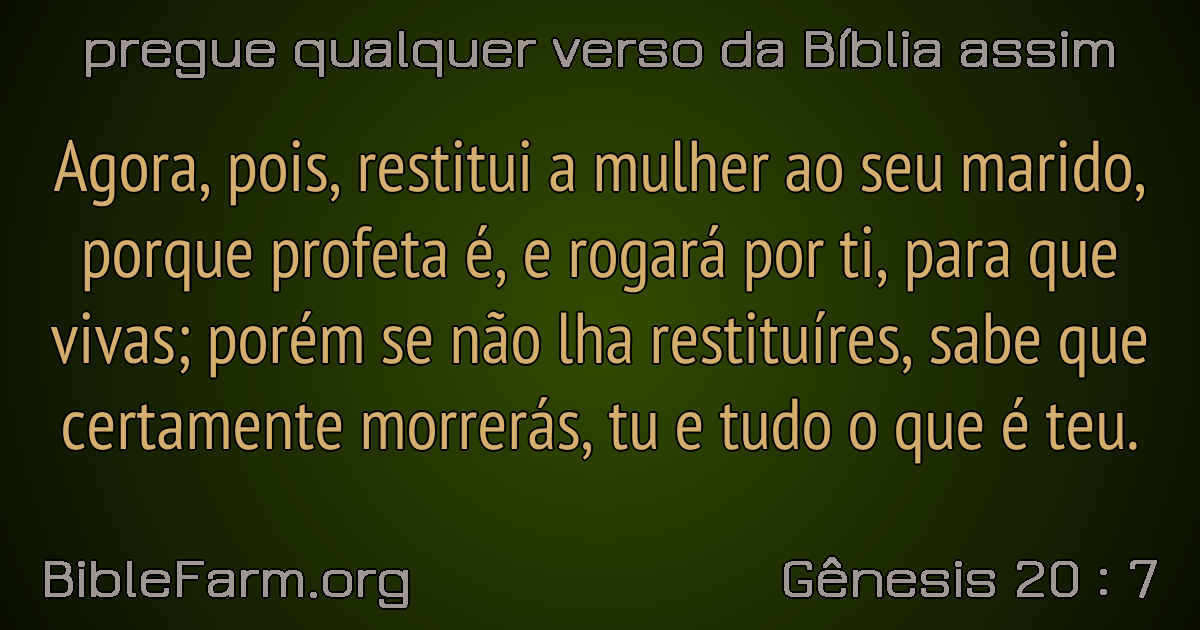 pregue qualquer verso da Bíblia assim
Agora, pois, restitui a mulher ao seu marido,
porque profeta é, e rogará por ti, para que
vivas; porém se não lha restituíres, sabe que
certamente morrerás, tu e tudo o que é teu.
BibleFarm.org
Gênesis 20 : 7